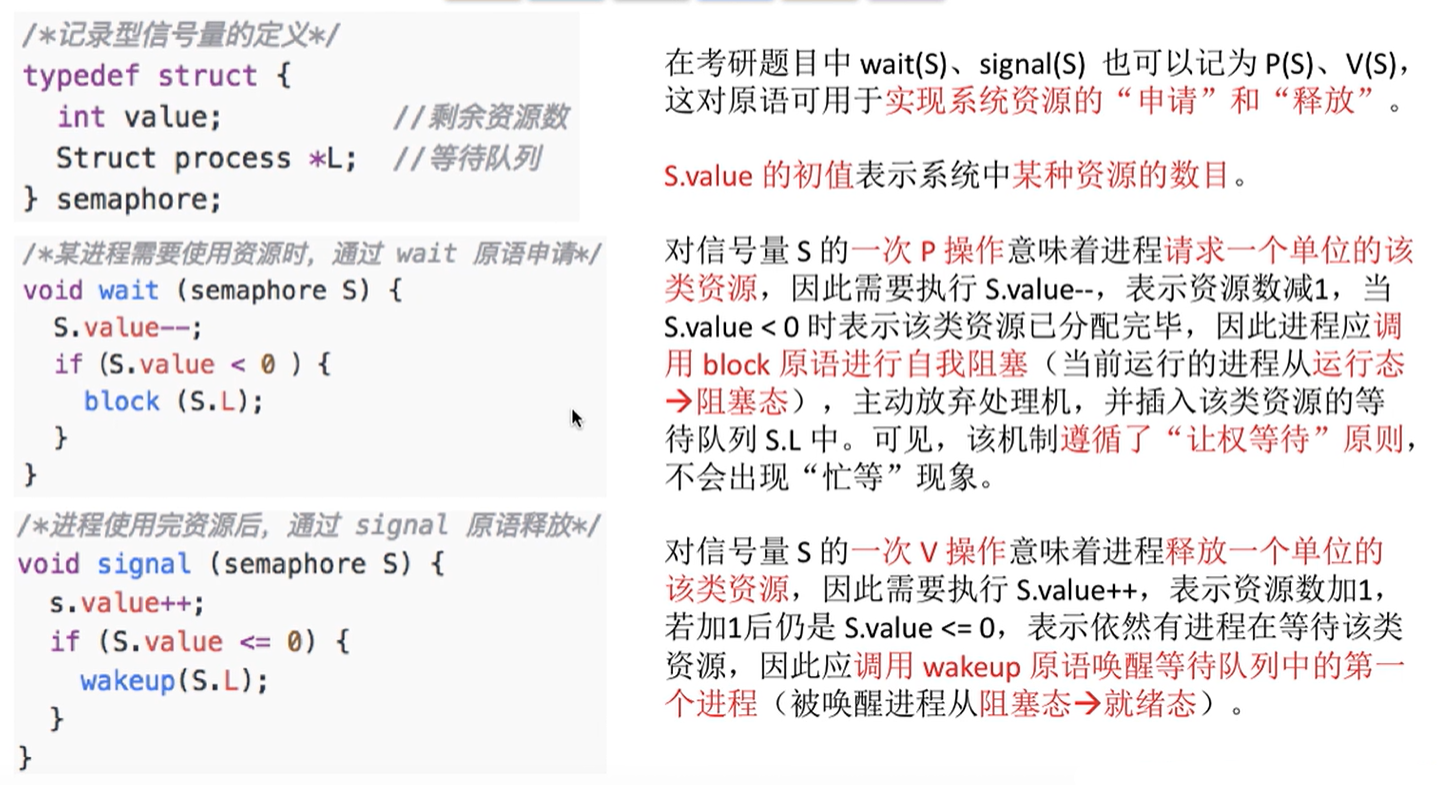 /*记录型信号量的定义*/
typedef struct {
int value; //剩余资源数
Struct process *L; //等待队列
} semaphore;
/*某进程需要使用资源时，通过 wait 原语申请*/
void wait (semaphore S) {
S.value--;
if (S.value < 0 ) {
block (S.L);
}
}
/*进程使用完资源后，通过 signal 原语释放*/
void signal (semaphore S) {
s.value++;
if (S.value <= 0) {
wakeup(S.L);
}
}
在考研题目中 wait(S)、signal(S) 也可以记为 P(S)、V(S)，
这对原语可用于实现系统资源的“申请”和“释放”。
S.value 的初值表示系统中某种资源的数目。
对信号量 S 的一次 P 操作意味着进程请求一个单位的该
类资源，因此需要执行 S.value--，表示资源数减1，当
S.value < 0 时表示该类资源已分配完毕，因此进程应调
用 block 原语进行自我阻塞（当前运行的进程从运行态
→阻塞态），主动放弃处理机，并插入该类资源的等
待队列 S.L 中。可见，该机制遵循了“让权等待”原则，
不会出现“忙等”现象。
对信号量 S 的一次 V 操作意味着进程释放一个单位的
该类资源，因此需要执行 S.value++，表示资源数加1，
若加1后仍是 S.value <= 0，表示依然有进程在等待该类
资源，因此应调用 wakeup 原语唤醒等待队列中的第一
个进程（被唤醒进程从阻塞态→就绪态）。